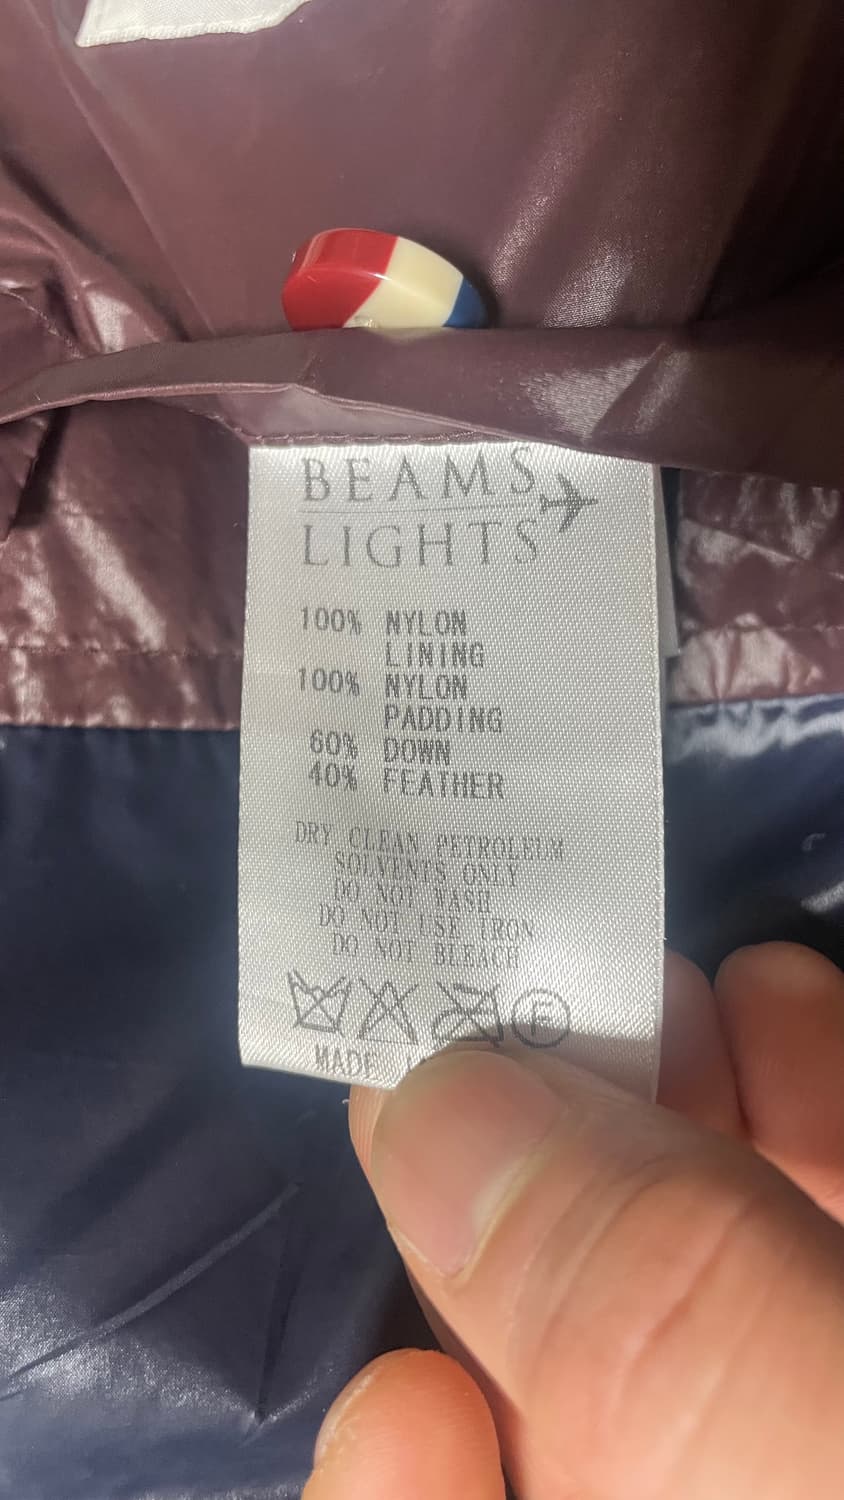 BEAMS
LIGHTS
100% NYLON
LINING
100% NYLON
PADDING
60% DOWN
40% FEATHER
DRY CLEAN PETROLEUM
SOLVENTS ONLY
DO NOT WASH
DO NOT USE IRON
DO NOT BLEACH
F
MADE